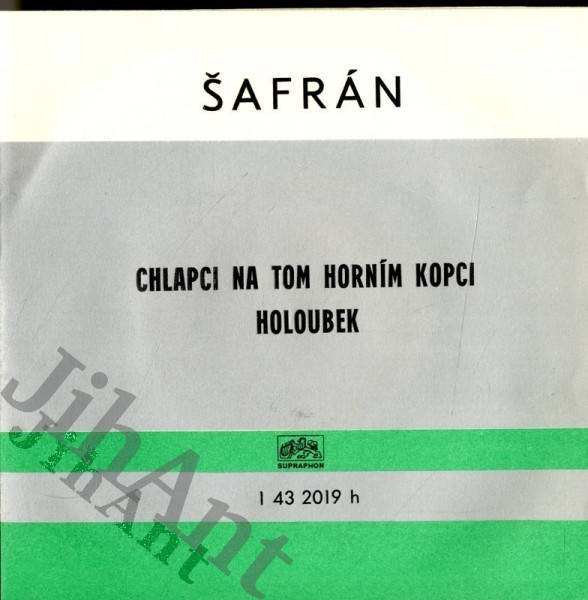 ŠAFRÁN
CHLAPCI NA TOM HORNÍM KOPCI
HOLOUBEK
SUPRAPHON
1 43 2019 h
JihAnt
JihAnt